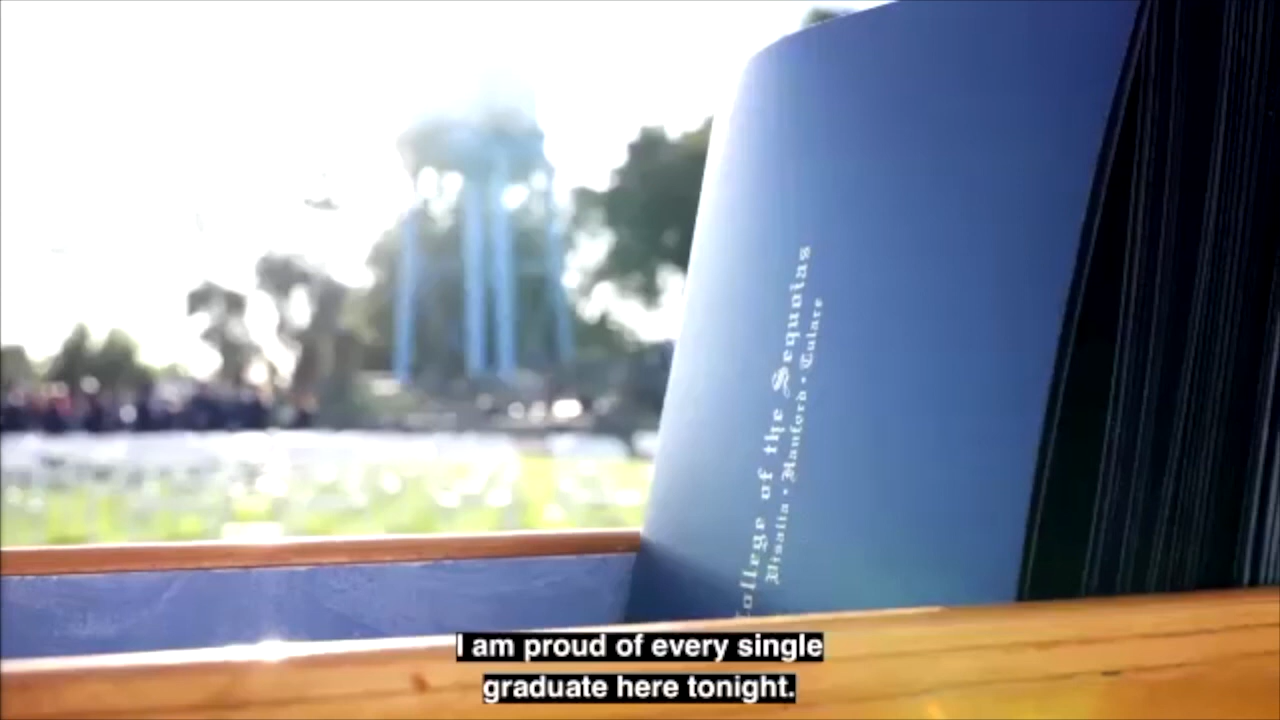 College of the Sequoias
Visalia • Hanford • Tulare
I am proud of every single
graduate here tonight.